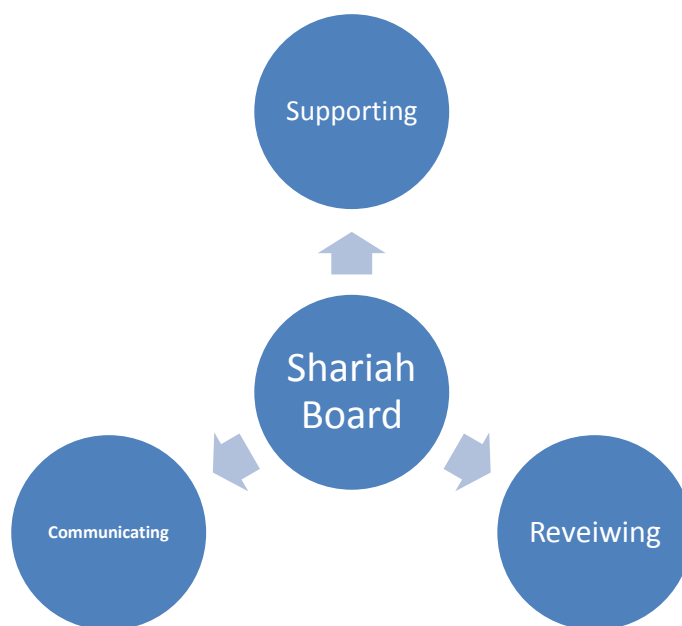 Supporting
Shariah
Board
Communicating
Reveiwing